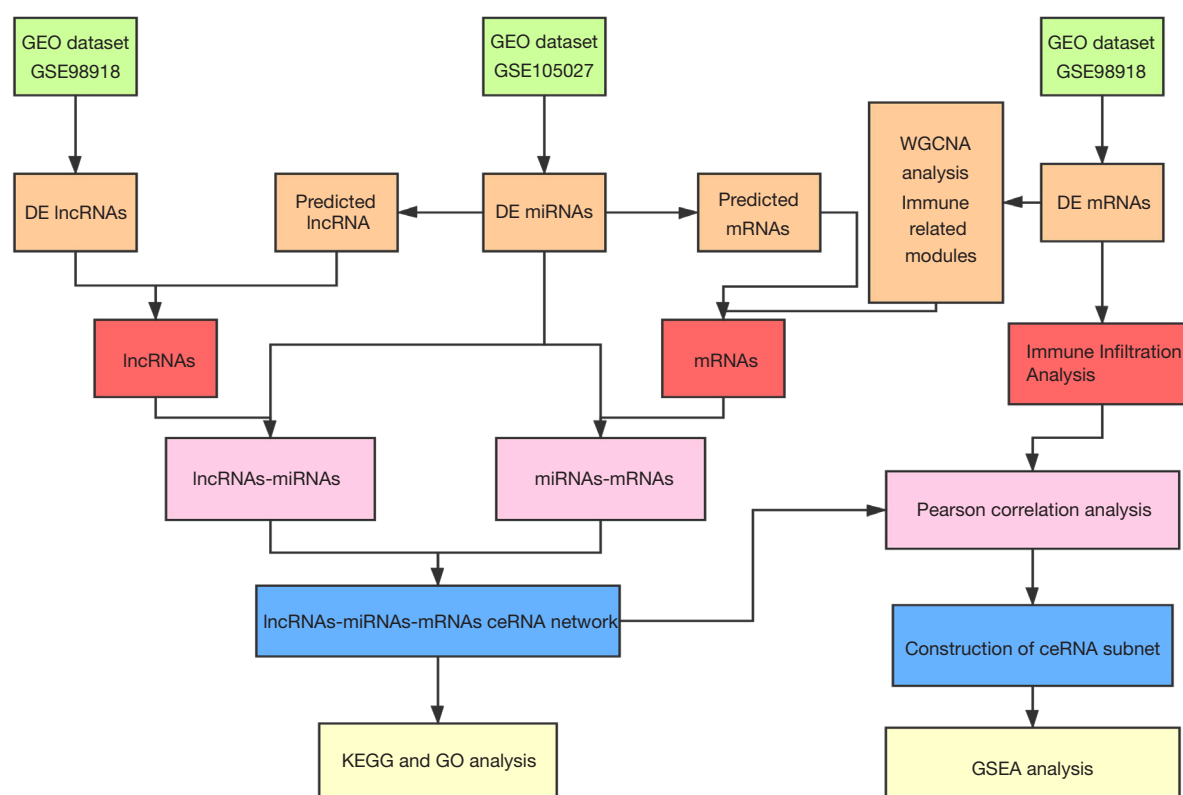 GEO dataset
GSE98918
GEO dataset
GSE105027
GEO dataset
GSE98918
DE lncRNAs
Predicted
lncRNA
DE miRNAs
Predicted
mRNAs
WGCNA
analysis
Immune
related
modules
DE mRNAs
lncRNAs
mRNAs
Immune Infiltration
Analysis
lncRNAs-miRNAs
miRNAs-mRNAs
Pearson correlation analysis
lncRNAs-miRNAs-mRNAs ceRNA network
Construction of ceRNA subnet
KEGG and GO analysis
GSEA analysis